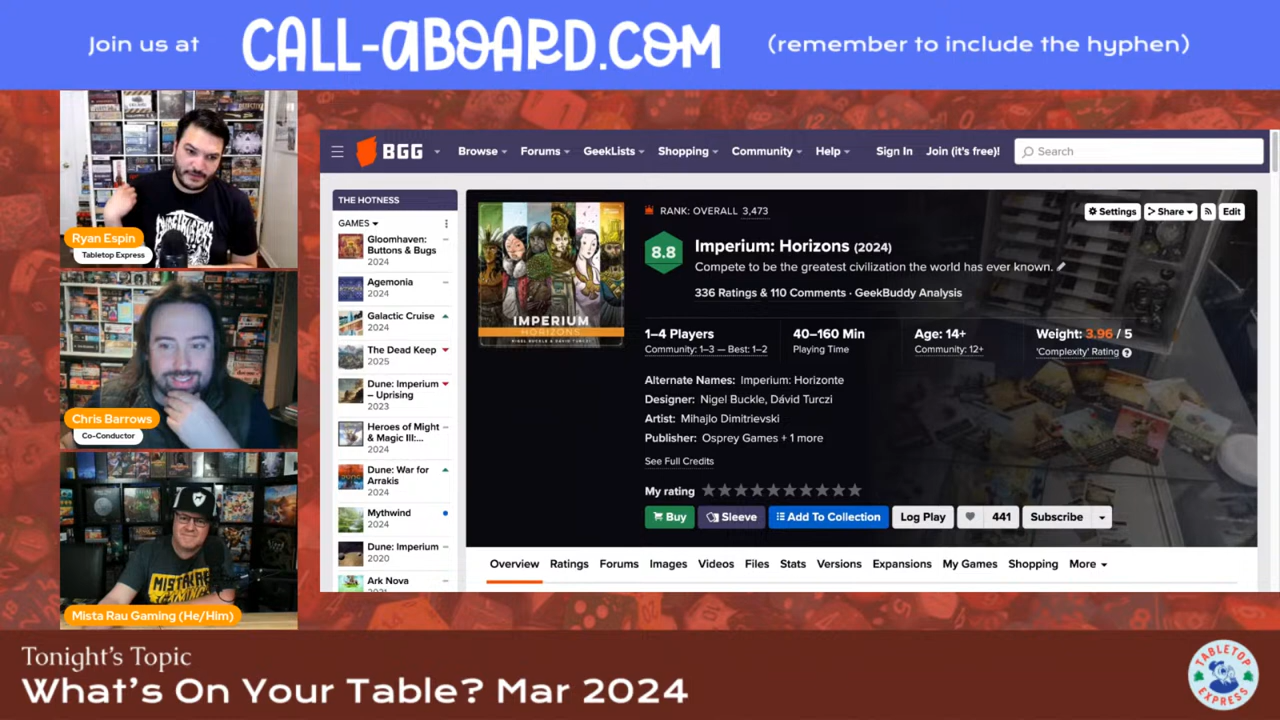 Join us at CALL-ABOARD.COM (remember to include the hyphen)
Ryan Espin
Tabletop Express
Chris Barrows
Co-Conductor
MISTA RAU
GAMING
Mista Rau Gaming (He/Him)
BGG Browse Forums GeekLists Shopping Community Help Sign In Join (it's free)! Search
THE HOTNESS
GAMES
Gloomhaven:
Buttons & Bugs
2024
Agemonia
2024
Galactic Cruise
2024
The Dead Keep
2025
Dune: Imperium
– Uprising
2023
Heroes of Might
& Magic III:...
2024
Dune: War for
Arrakis
2024
Mythwind
2024
Dune: Imperium
2020
Ark Nova
IMPERIUM
HORIZONS
NIGEL BUCKLE & DÁVID TURCZI
RANK: OVERALL 3,473
Settings Share Edit
8.8
Imperium: Horizons (2024)
Compete to be the greatest civilization the world has ever known.
336 Ratings & 110 Comments · GeekBuddy Analysis
1–4 Players
Community: 1–3 — Best: 1–2
40–160 Min
Playing Time
Age: 14+
Community: 12+
Weight: 3.96 / 5
'Complexity' Rating
Alternate Names: Imperium: Horizonte
Designer: Nigel Buckle, Dávid Turczi
Artist: Mihajlo Dimitrievski
Publisher: Osprey Games + 1 more
See Full Credits
My rating
Buy Sleeve Add To Collection Log Play 441 Subscribe
Overview Ratings Forums Images Videos Files Stats Versions Expansions My Games Shopping More
Tonight's Topic
What's On Your Table? Mar 2024
TABLETOP
EXPRESS